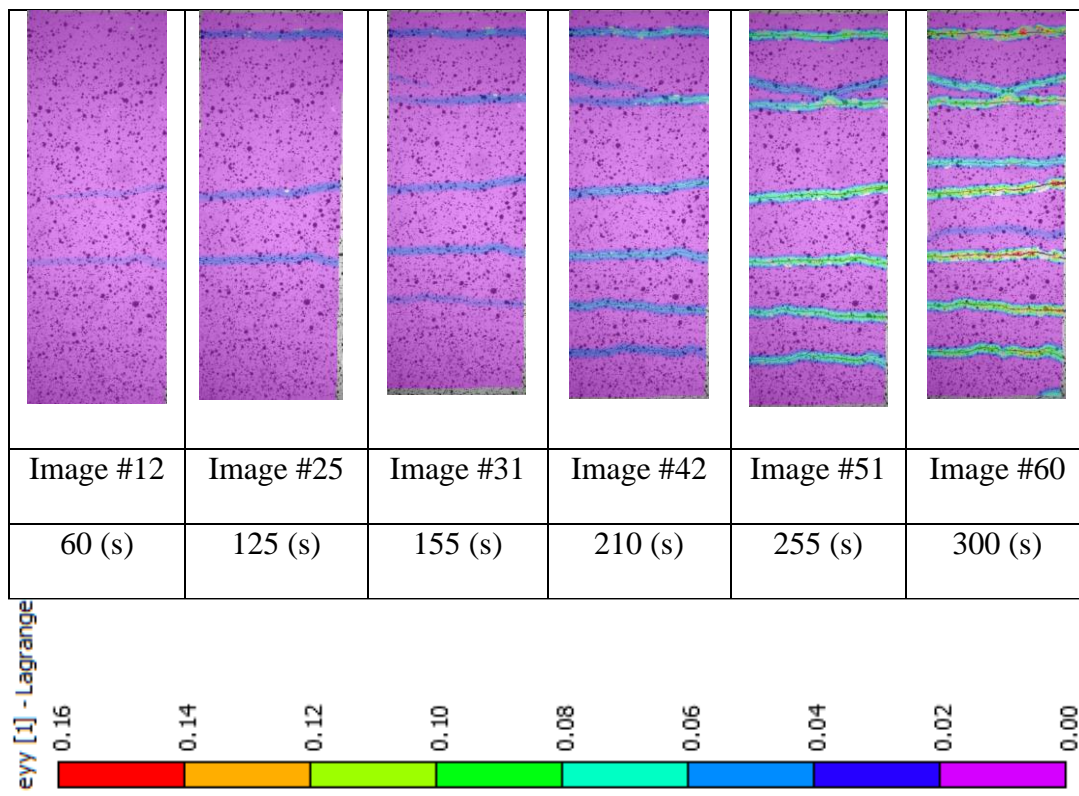 Image #12 Image #25 Image #31 Image #42 Image #51 Image #60
60 (s) 125 (s) 155 (s) 210 (s) 255 (s) 300 (s)
eyy [1] - Lagrange
0.16 0.14 0.12 0.10 0.08 0.06 0.04 0.02 0.00